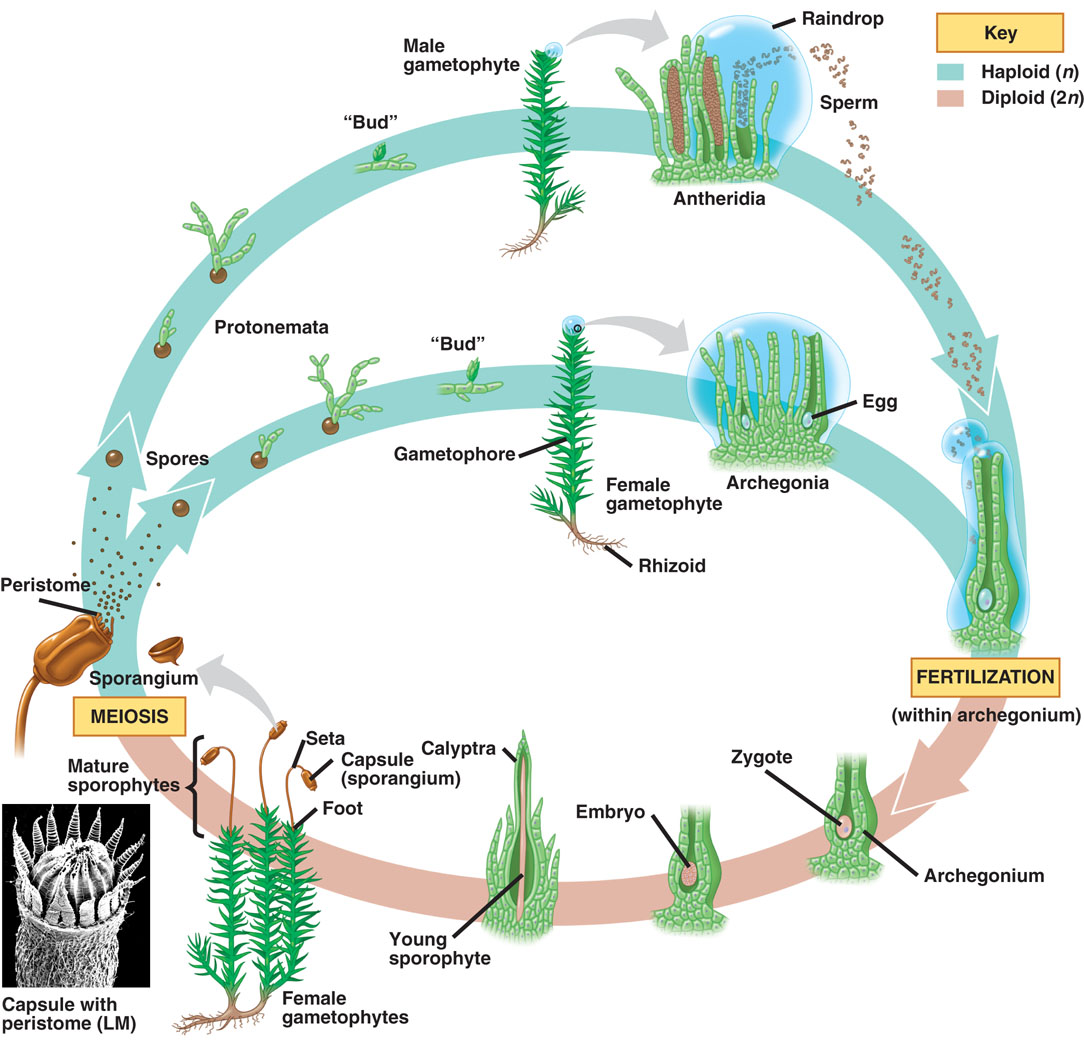 Raindrop
Key
Haploid (n)
Diploid (2n)
Male
gametophyte
Sperm
"Bud"
Antheridia
Protonemata
"Bud"
Egg
Spores
Gametophore
Archegonia
Female
gametophyte
Rhizoid
Peristome
Sporangium
MEIOSIS
FERTILIZATION
(within archegonium)
Seta
Capsule
(sporangium)
Mature
sporophytes
Foot
Calyptra
Zygote
Embryo
Archegonium
Young
sporophyte
Female
gametophytes
Capsule with
peristome (LM)